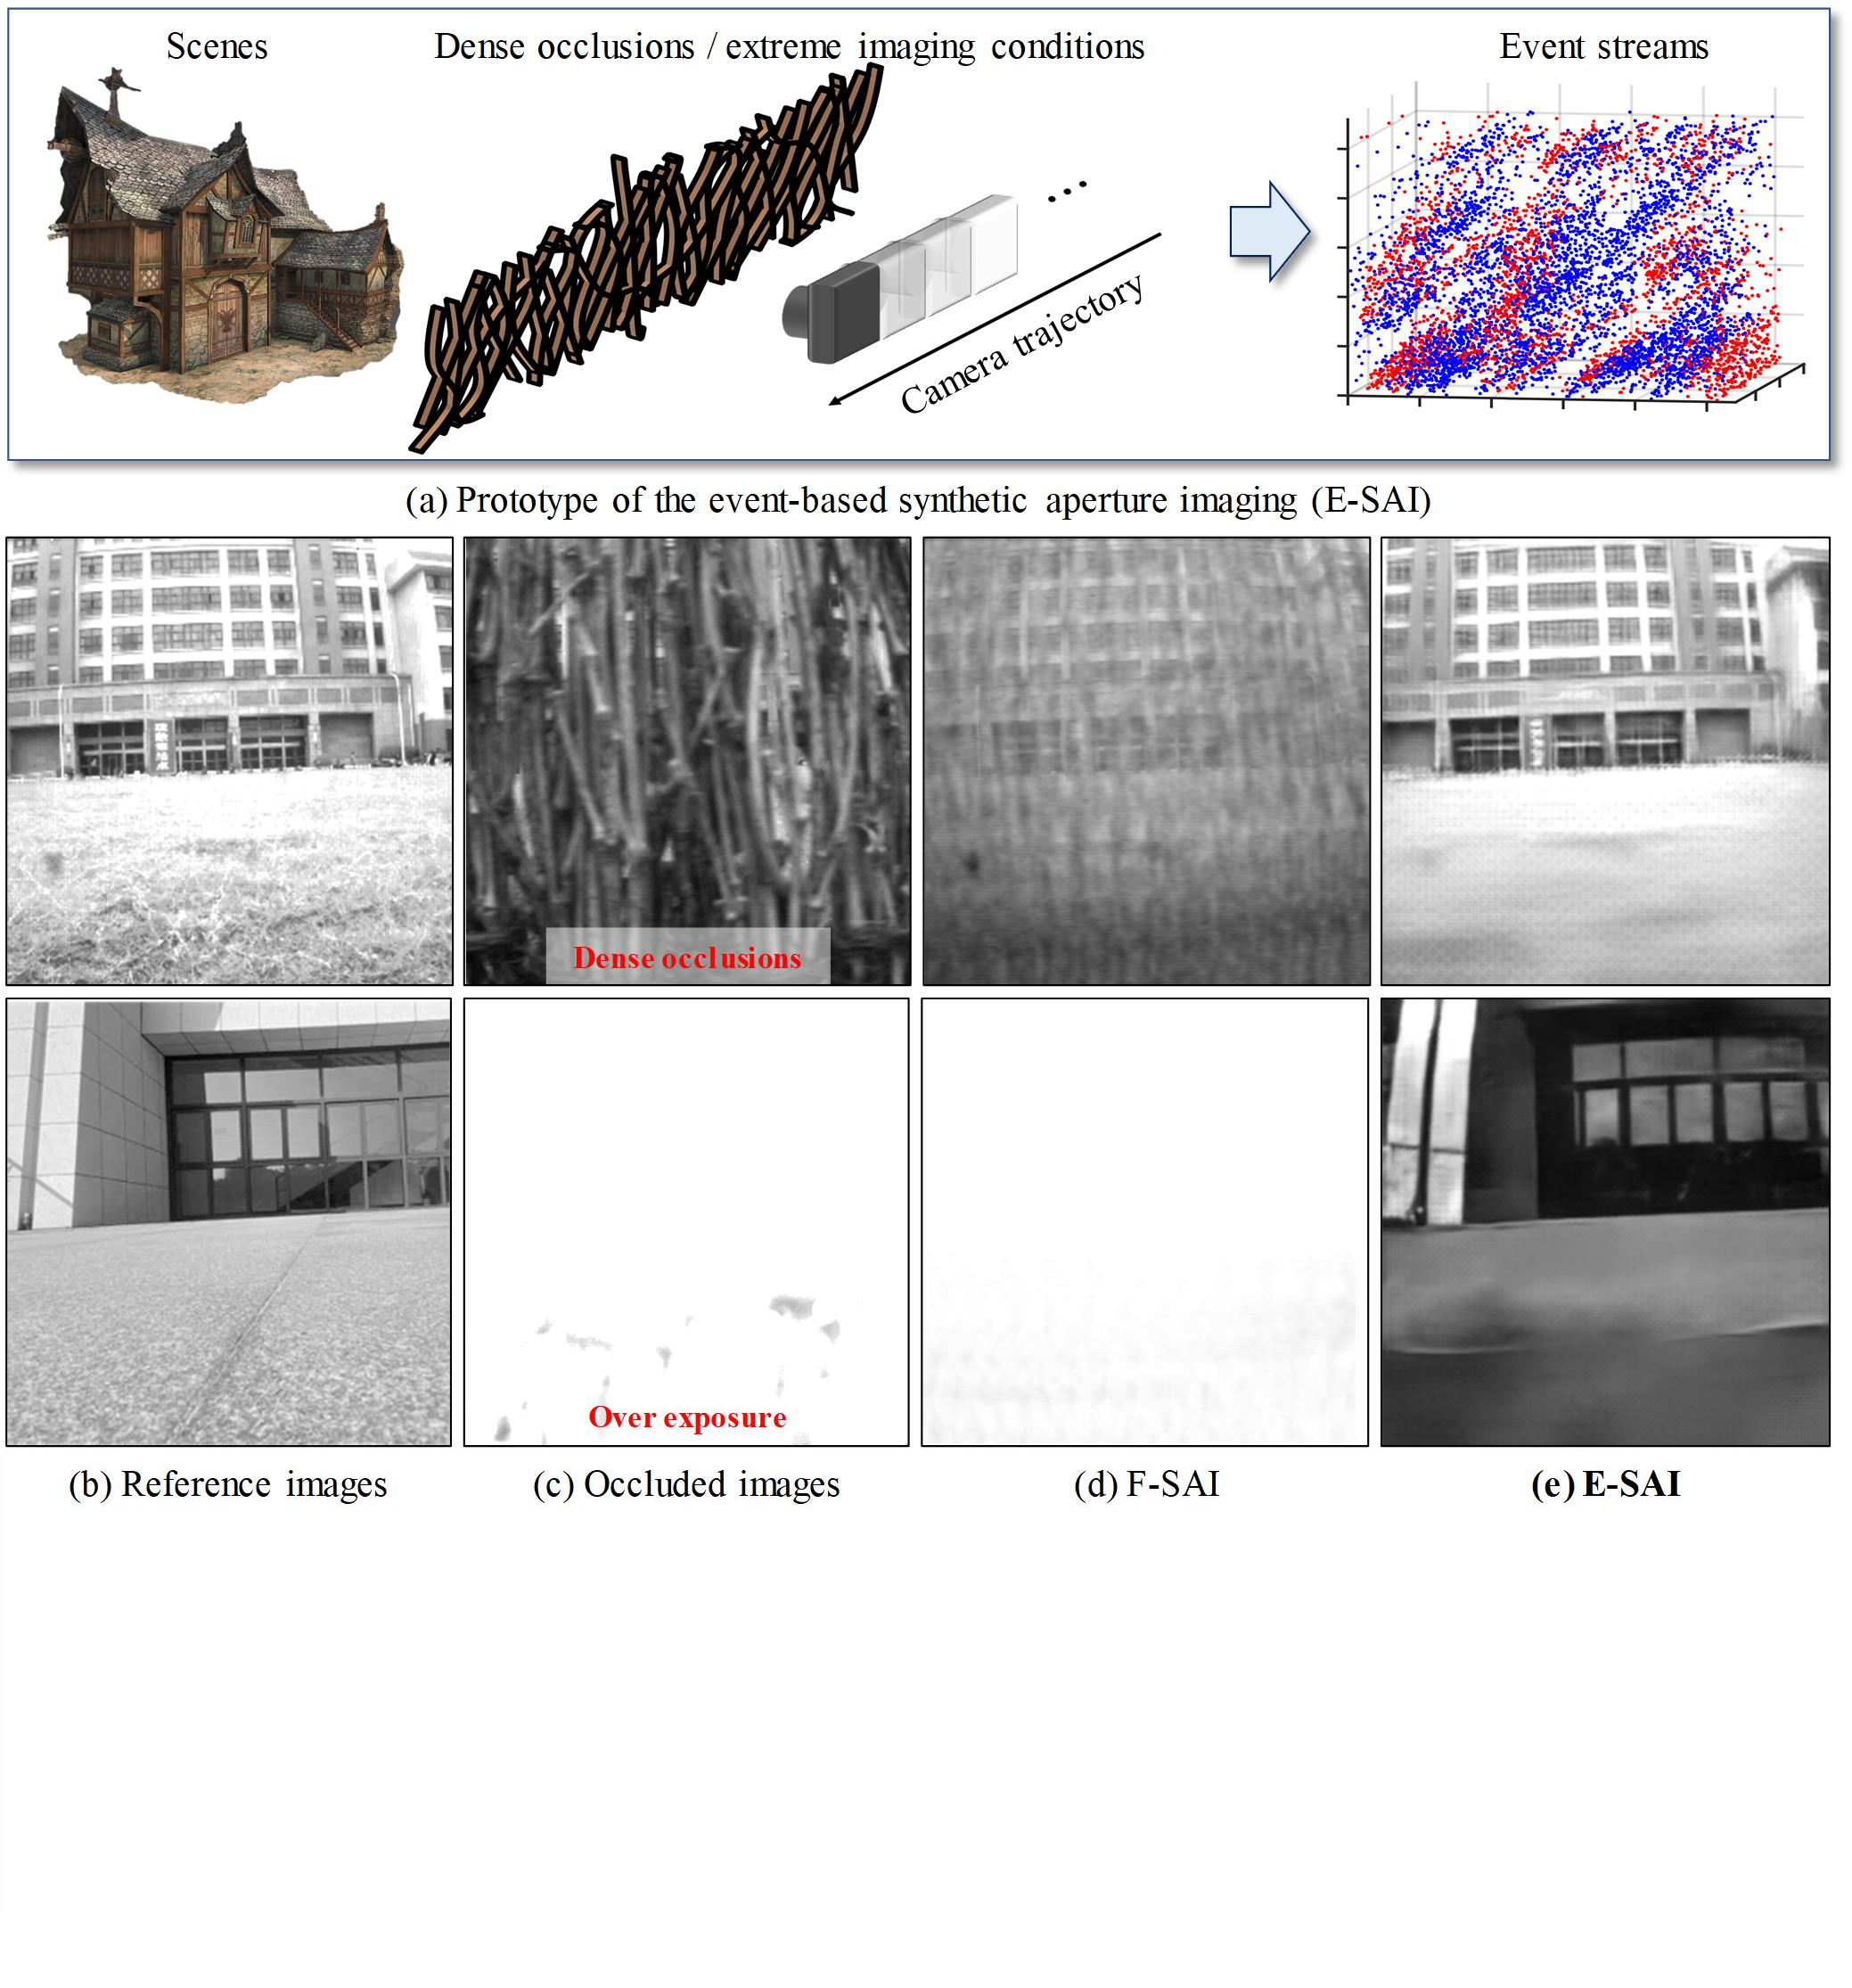 Scenes
Dense occlusions / extreme imaging conditions
Event streams
Camera trajectory
(a) Prototype of the event-based synthetic aperture imaging (E-SAI)
Dense occlusions
Over exposure
(b) Reference images
(c) Occluded images
(d) F-SAI
(e) E-SAI